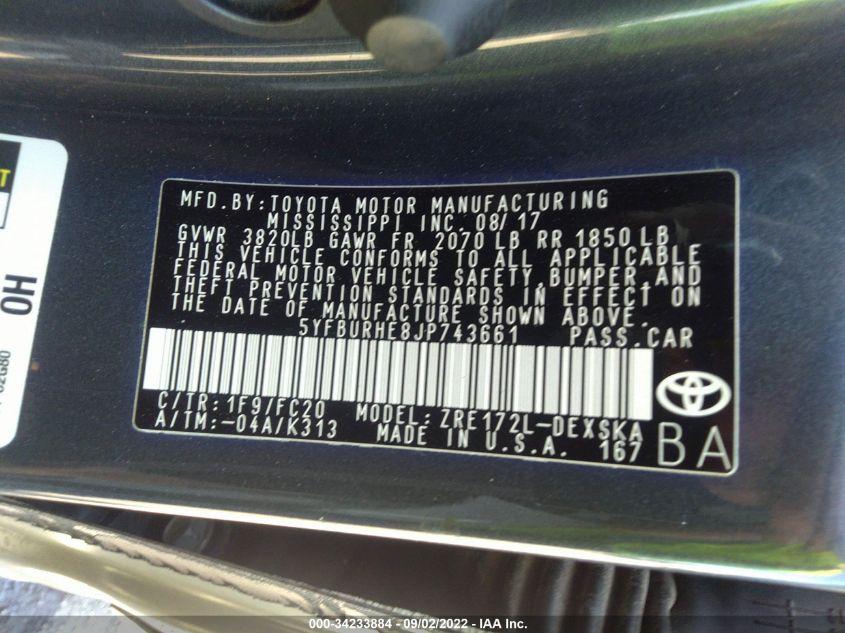 MFD.BY:TOYOTA MOTOR MANUFACTURING
MISSISSIPPI INC. 08/17
GVWR 3820LB GAWR FR 2070 LB RR 1850 LB
THIS VEHICLE CONFORMS TO ALL APPLICABLE
FEDERAL MOTOR VEHICLE SAFETY,BUMPER,AND
THEFT PREVENTION STANDARDS IN EFFECT ON
THE DATE OF MANUFACTURE SHOWN ABOVE.
5YFBURHE8JP743661 PASS.CAR
C/TR:1F9/FC20 MODEL:ZRE172L-DEXSKA
A/TM:-04A/K313 MADE IN U.S.A. 167
BA
OH
02G80
000-34233884 - 09/02/2022 - IAA Inc.